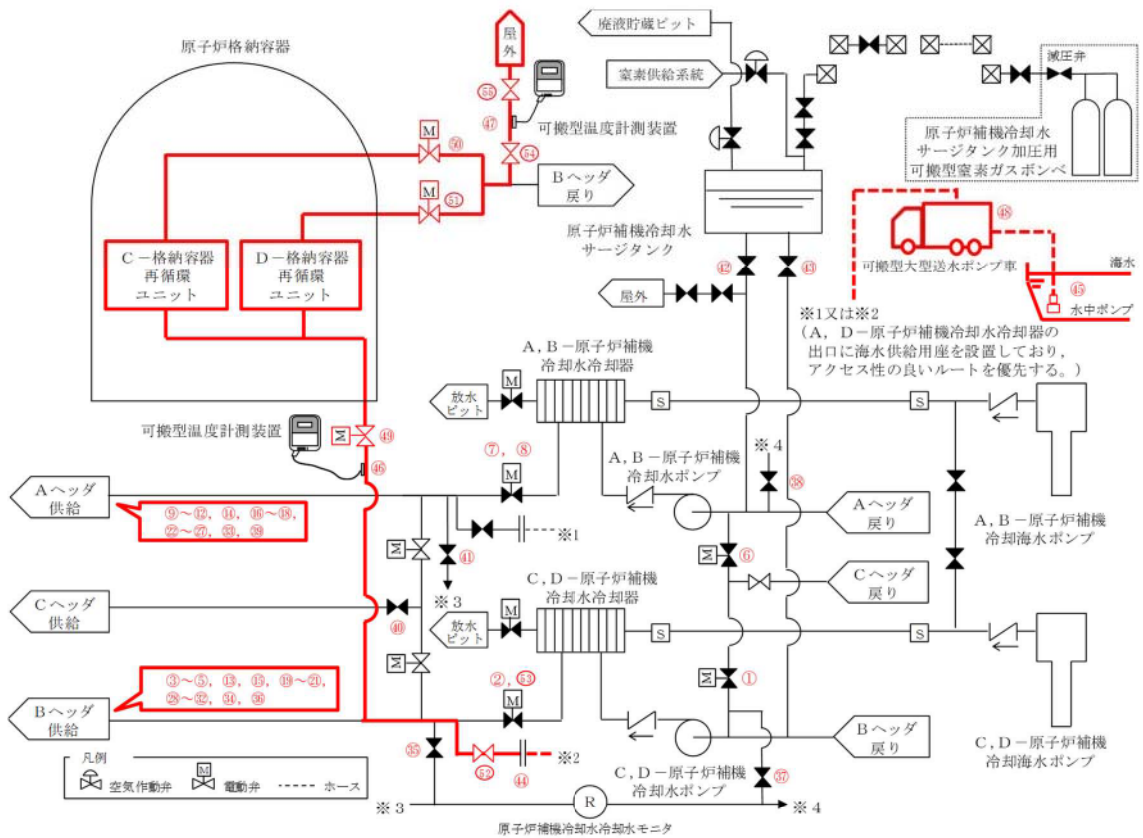 原子炉格納容器
屋外
㊺
㊼
可搬型温度計測装置
㊿
M
54
M
51
Bヘッダ
戻り
C－格納容器
再循環
ユニット
D－格納容器
再循環
ユニット
廃液貯蔵ピット
窒素供給系統
減圧弁
原子炉補機冷却水
サージタンク加圧用
可搬型窒素ガスボンベ
原子炉補機冷却水
サージタンク
㊷
㊸
屋外
㊽
可搬型大型送水ポンプ車
海水
㊺
水中ポンプ
※1又は※2
(A，D－原子炉補機冷却水冷却器の
出口に海水供給用座を設置しており，
アクセス性の良いルートを優先する。)
A，B－原子炉補機
冷却水冷却器
M
放水
ピット
S
S
可搬型温度計測装置
M
㊾
㊻
⑦，⑧
M
A，B－原子炉補機
冷却水ポンプ
※4
㊳
Aヘッダ
供給
⑨～⑫，⑭，⑯～⑱，
㉒～㉗，㉝，㊴
※1
M
㊶
※3
Aヘッダ
戻り
A，B－原子炉補機
冷却海水ポンプ
M
⑥
C，D－原子炉補機
冷却水冷却器
Cヘッダ
戻り
Cヘッダ
供給
㊵
M
放水
ピット
S
S
M
M
①
③～⑤，⑬，⑮，⑲～㉑，
㉘～㉜，㉞，㊱
②，53
M
Bヘッダ
供給
Bヘッダ
戻り
C，D－原子炉補機
冷却海水ポンプ
㉟
52
㊹
※2
C，D－原子炉補機
冷却水ポンプ
㊲
凡例
空気作動弁
M
電動弁
ホース
※3
R
※4
原子炉補機冷却水冷却水モニタ